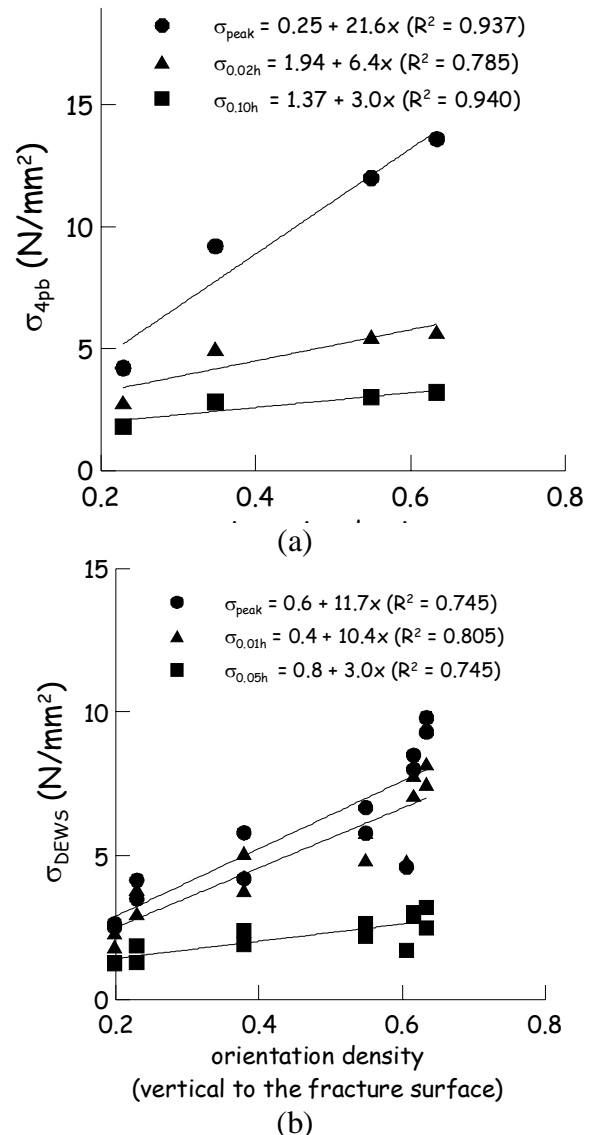 σpeak = 0.25 + 21.6x (R² = 0.937)
σ0.02h = 1.94 + 6.4x (R² = 0.785)
σ0.10h = 1.37 + 3.0x (R² = 0.940)
15
10
5
0
σ4pb (N/mm²)
0.2 0.4 0.6 0.8
(a)
15
σpeak = 0.6 + 11.7x (R² = 0.745)
σ0.01h = 0.4 + 10.4x (R² = 0.805)
σ0.05h = 0.8 + 3.0x (R² = 0.745)
10
5
0
σDEWS (N/mm²)
0.2 0.4 0.6 0.8
orientation density
(vertical to the fracture surface)
(b)